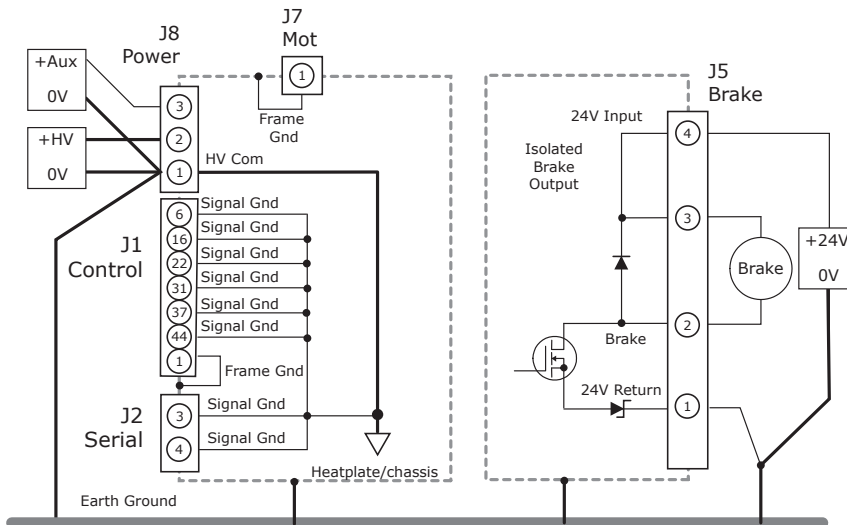 J8
Power
J7
Mot
+Aux
0V
1
3
Frame
Gnd
+HV
0V
2
1
HV Com
6
Signal Gnd
16
Signal Gnd
J1
Control
22
Signal Gnd
31
Signal Gnd
37
Signal Gnd
44
Signal Gnd
1
Frame Gnd
J2
Serial
3
Signal Gnd
4
Signal Gnd
Heatplate/chassis
Earth Ground
J5
Brake
24V Input
4
Isolated
Brake
Output
3
+24V
0V
Brake
2
Brake
24V Return
1